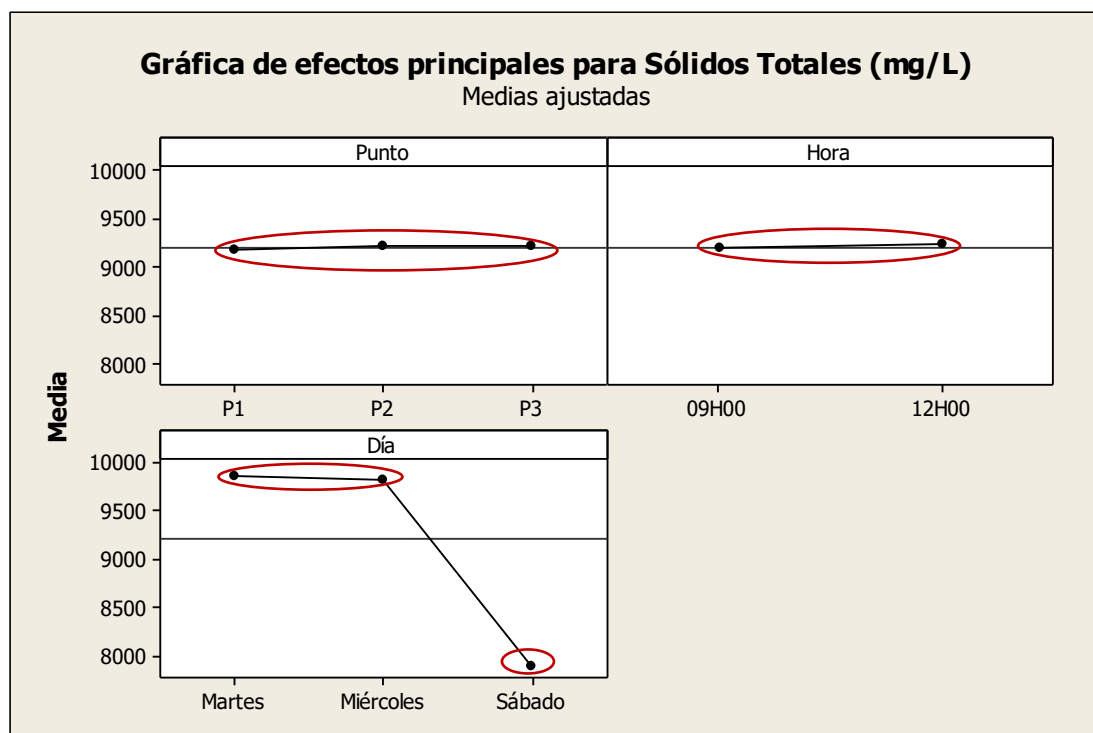 Gráfica de efectos principales para Sólidos Totales (mg/L)
Medias ajustadas
Media
Punto
Hora
10000
9500
9000
8500
8000
P1
P2
P3
09H00
12H00
Día
10000
9500
9000
8500
8000
Martes
Miércoles
Sábado